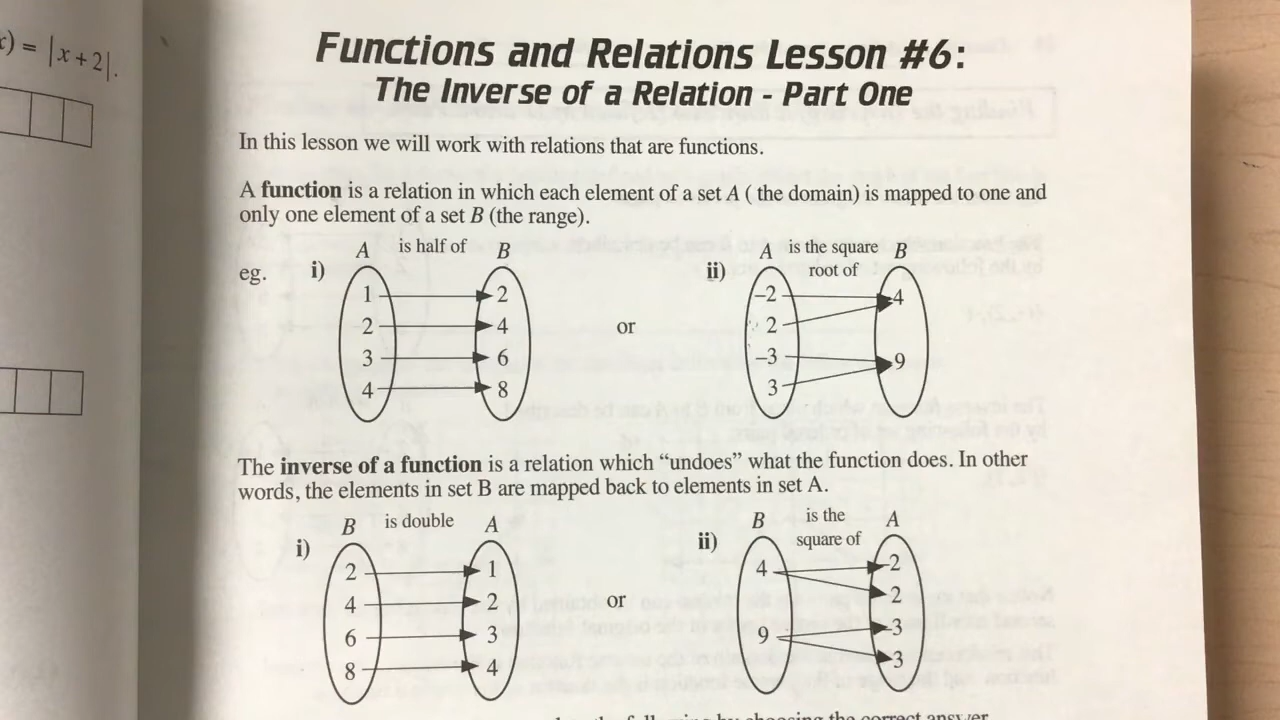 ) = |x + 2|.
Functions and Relations Lesson #6:
The Inverse of a Relation - Part One
In this lesson we will work with relations that are functions.
A function is a relation in which each element of a set A ( the domain) is mapped to one and
only one element of a set B (the range).
eg. i) A is half of B
1 2
2 4
3 6
4 8
or
ii) A is the square root of B
–2 4
2
–3 9
3
The inverse of a function is a relation which “undoes” what the function does. In other
words, the elements in set B are mapped back to elements in set A.
i) B is double A
2 1
4 2
6 3
8 4
or
ii) B is the square of A
4 –2
2
9 –3
3
by choosing the correct answer